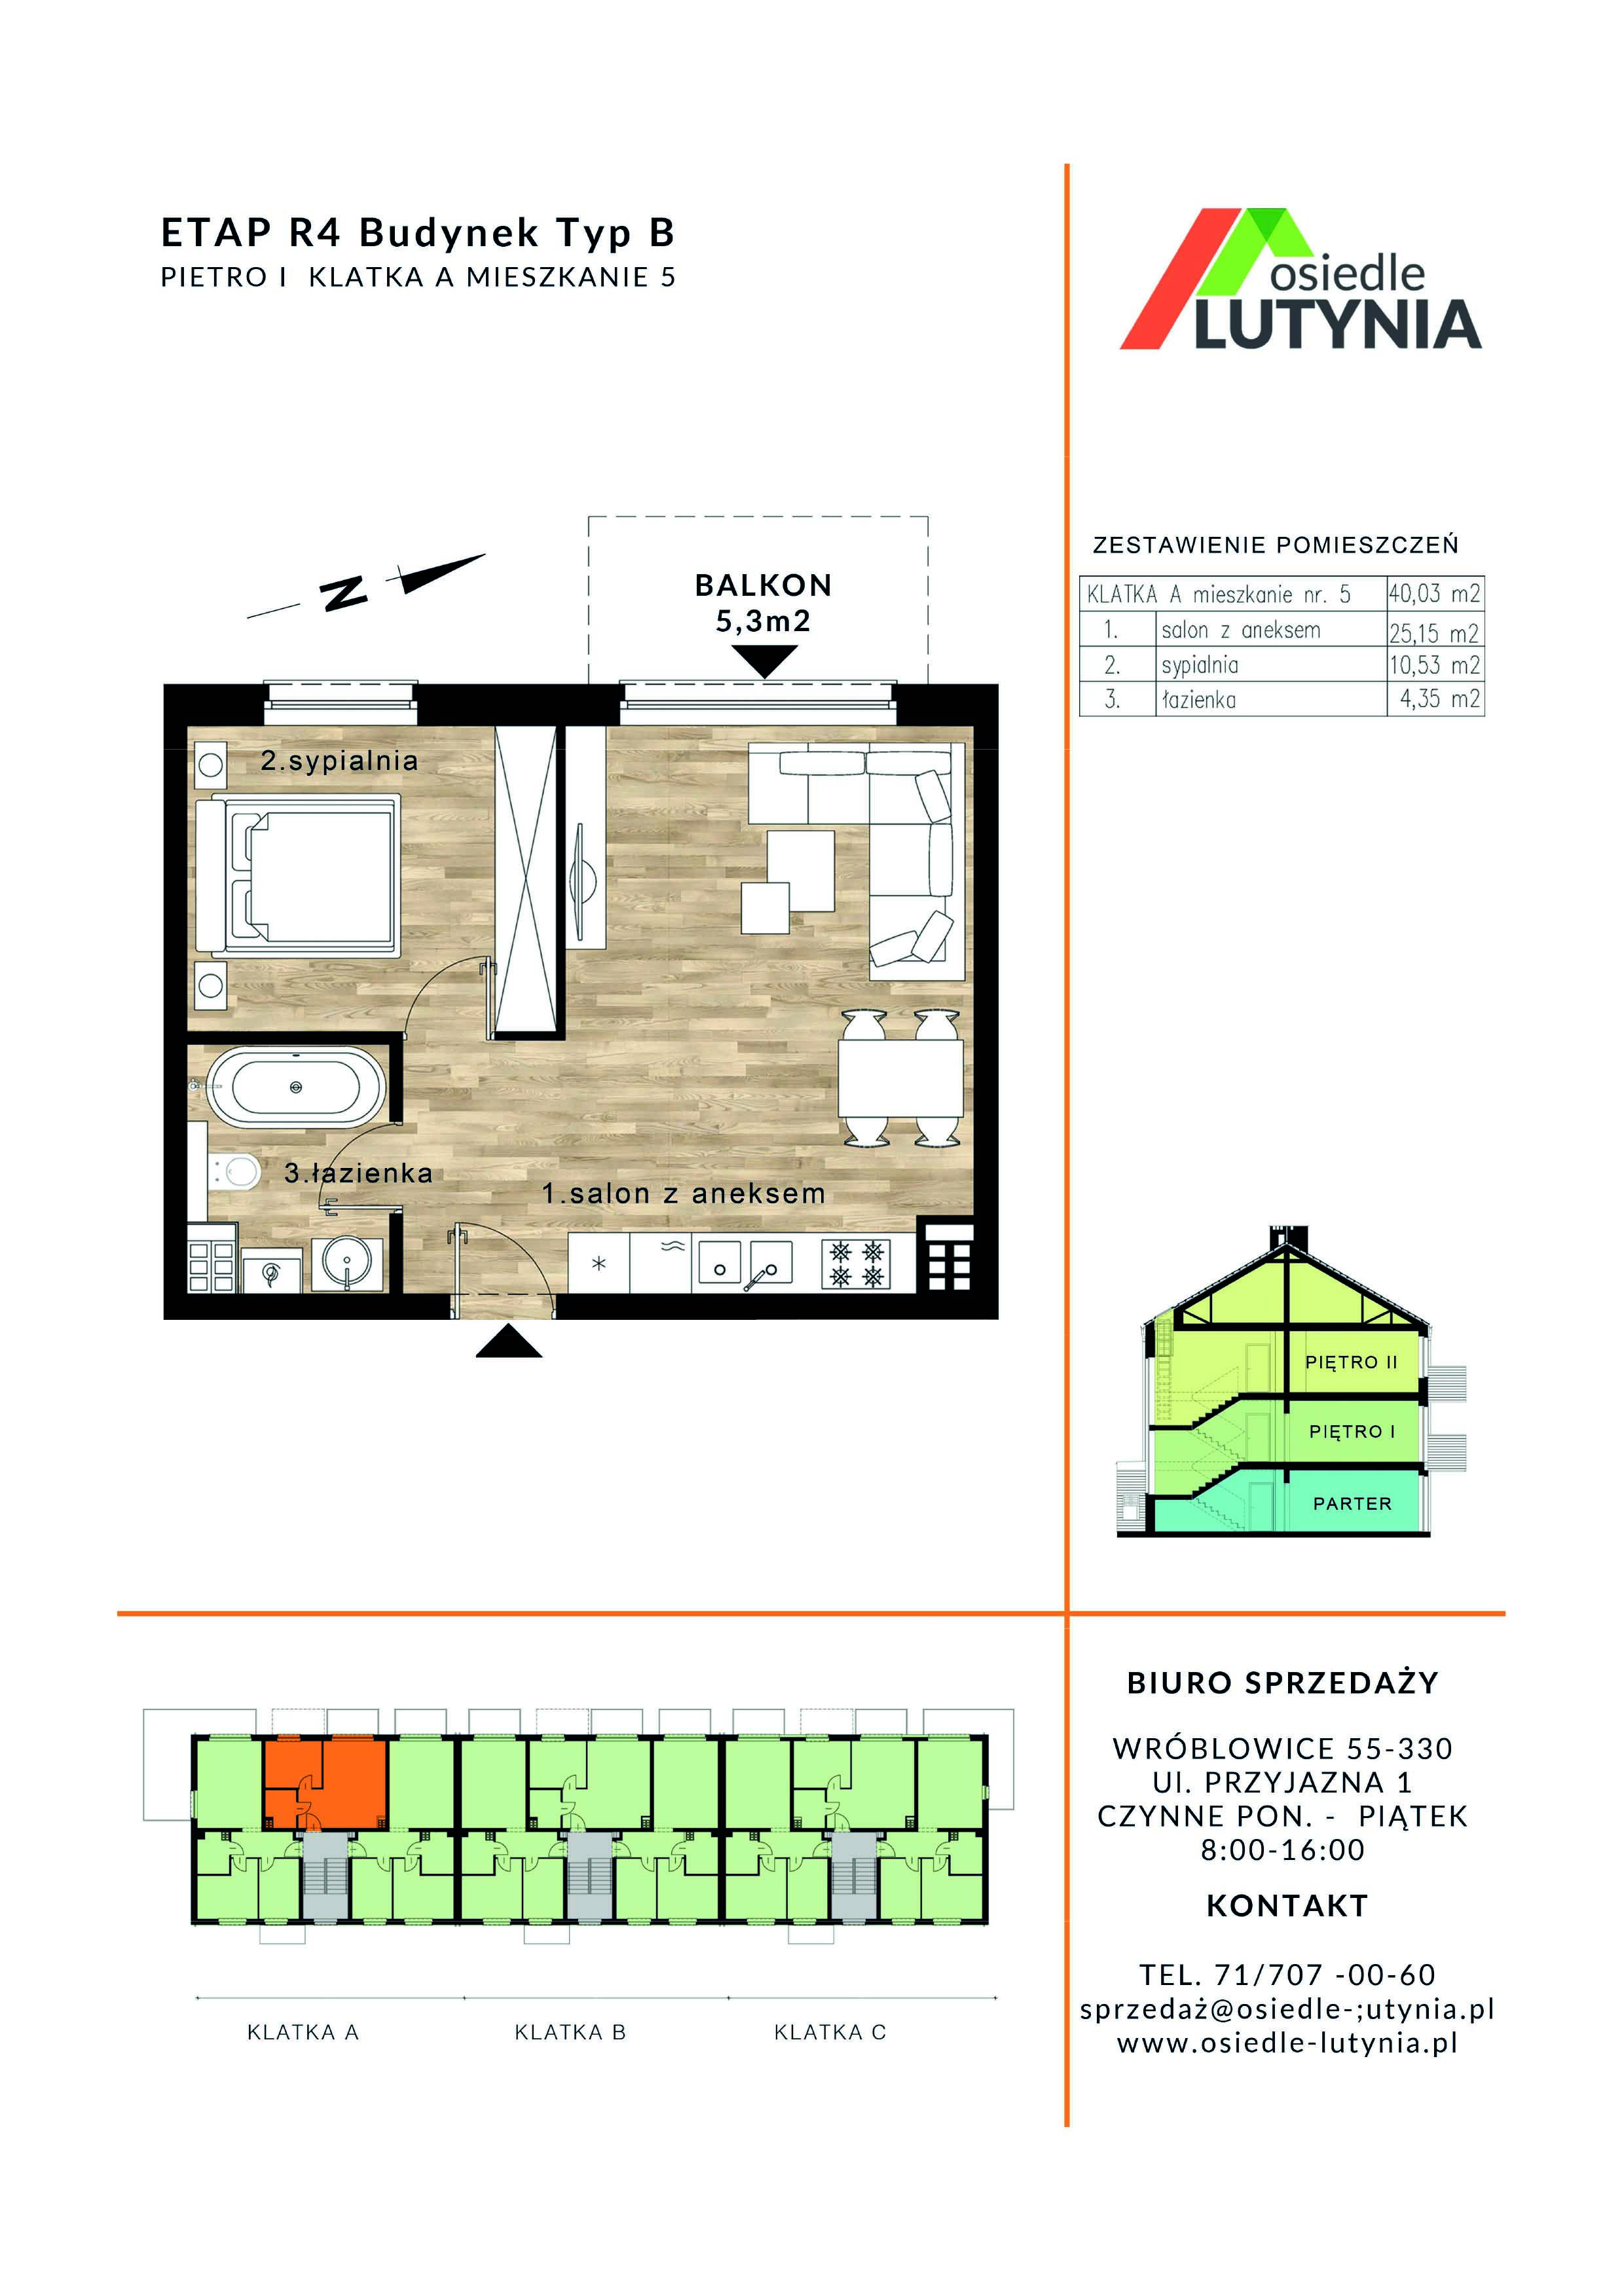 ETAP R4 Budynek Typ B
PIETRO I KLATKA A MIESZKANIE 5
osiedle
LUTYNIA
ZESTAWIENIE POMIESZCZEŃ
KLATKA A mieszkanie nr. 5 40,03 m2
1. salon z aneksem 25,15 m2
2. sypialnia 10,53 m2
3. łazienka 4,35 m2
N
BALKON
5,3m2
2.sypialnia
3.łazienka
1.salon z aneksem
PIĘTRO II
PIĘTRO I
PARTER
KLATKA A
KLATKA B
KLATKA C
BIURO SPRZEDAŻY
WRÓBLOWICE 55-330
Ul. PRZYJAZNA 1
CZYNNE PON. - PIĄTEK
8:00-16:00
KONTAKT
TEL. 71/707 -00-60
sprzedaż@osiedle-;utynia.pl
www.osiedle-lutynia.pl